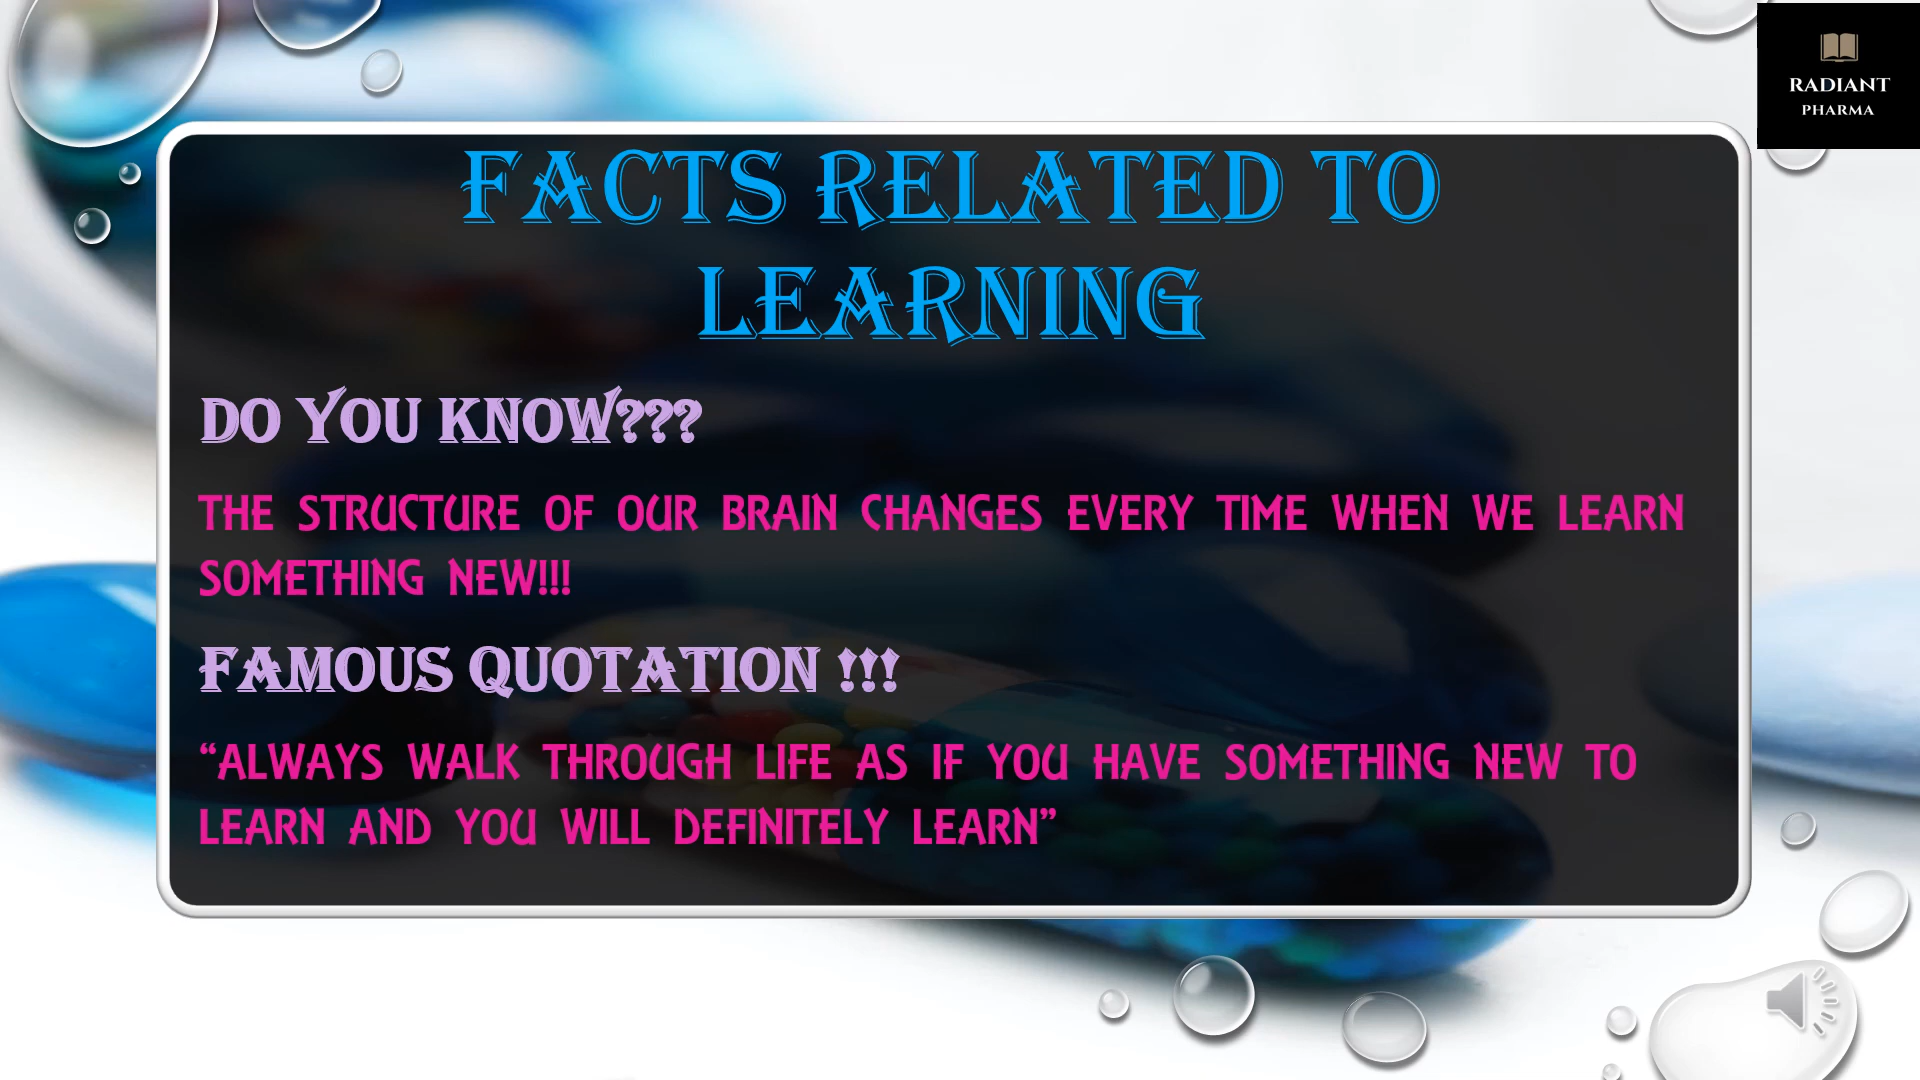 RADIANT
PHARMA
FACTS RELATED TO
LEARNING
DO YOU KNOW???
THE STRUCTURE OF OUR BRAIN CHANGES EVERY TIME WHEN WE LEARN
SOMETHING NEW!!!
FAMOUS QUOTATION !!!
“ALWAYS WALK THROUGH LIFE AS IF YOU HAVE SOMETHING NEW TO
LEARN AND YOU WILL DEFINITELY LEARN”